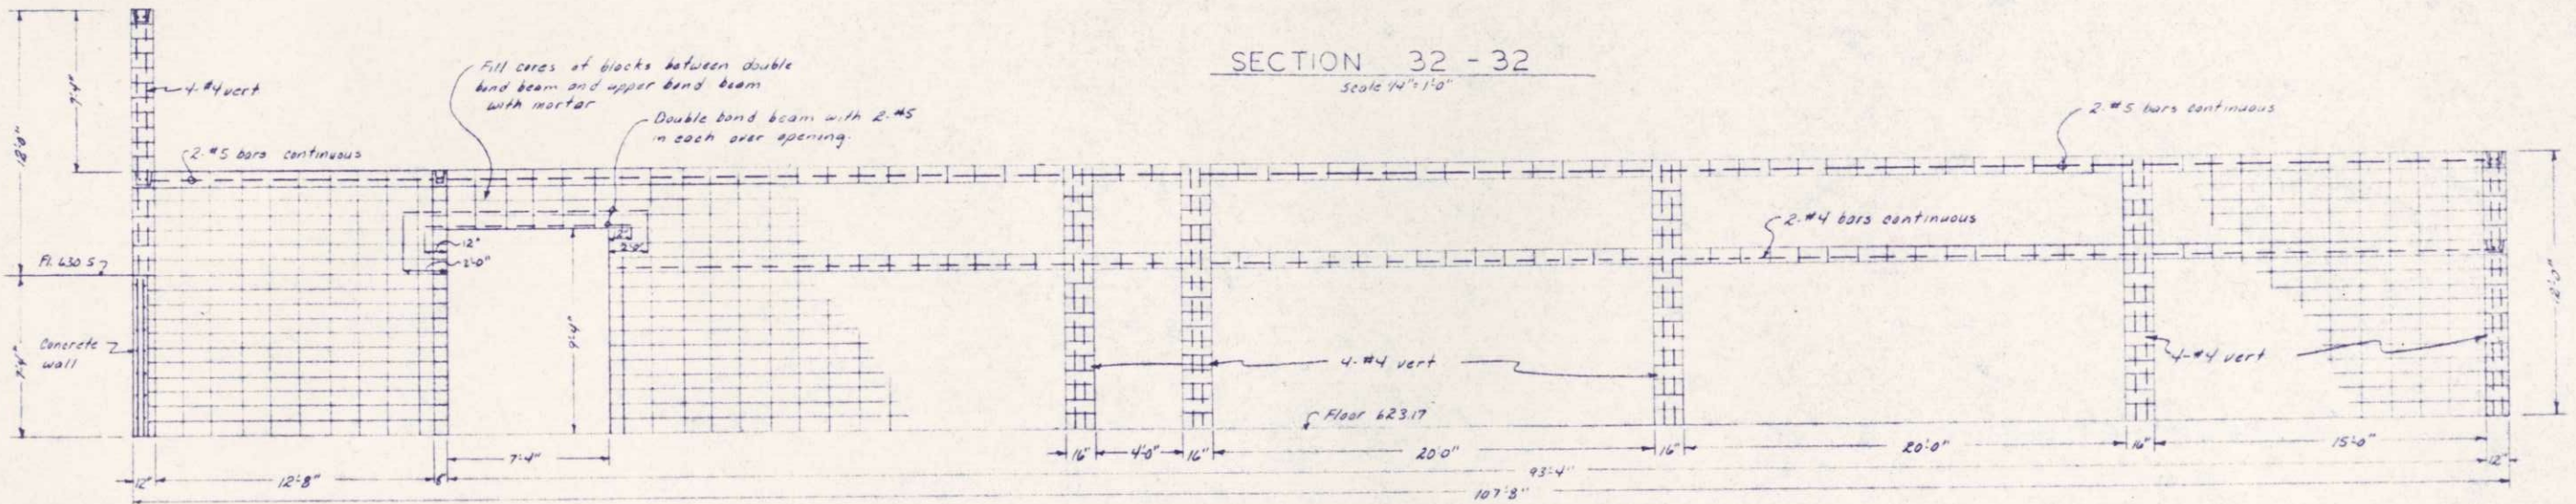 SECTION 32 - 32
Scale 1/4" = 1'-0"
Fill cores of blocks between double
bond beam and upper bond beam
with mortar
4-#4 vert
Double bond beam with 2-#5
in each over opening.
2-#5 bars continuous
2-#5 bars continuous
2-#4 bars continuous
12'-0"
12"
2'-0"
2'-0"
Fl. 630.5
Concrete
wall
7'-4"
9'-4"
4-#4 vert
4-#4 vert
Floor 623.17
12'-0"
12"
12'-8"
8"
7'-4"
16"
4'-0"
16"
20'-0"
16"
20'-0"
16"
15'-0"
12"
93'-4"
107'-8"